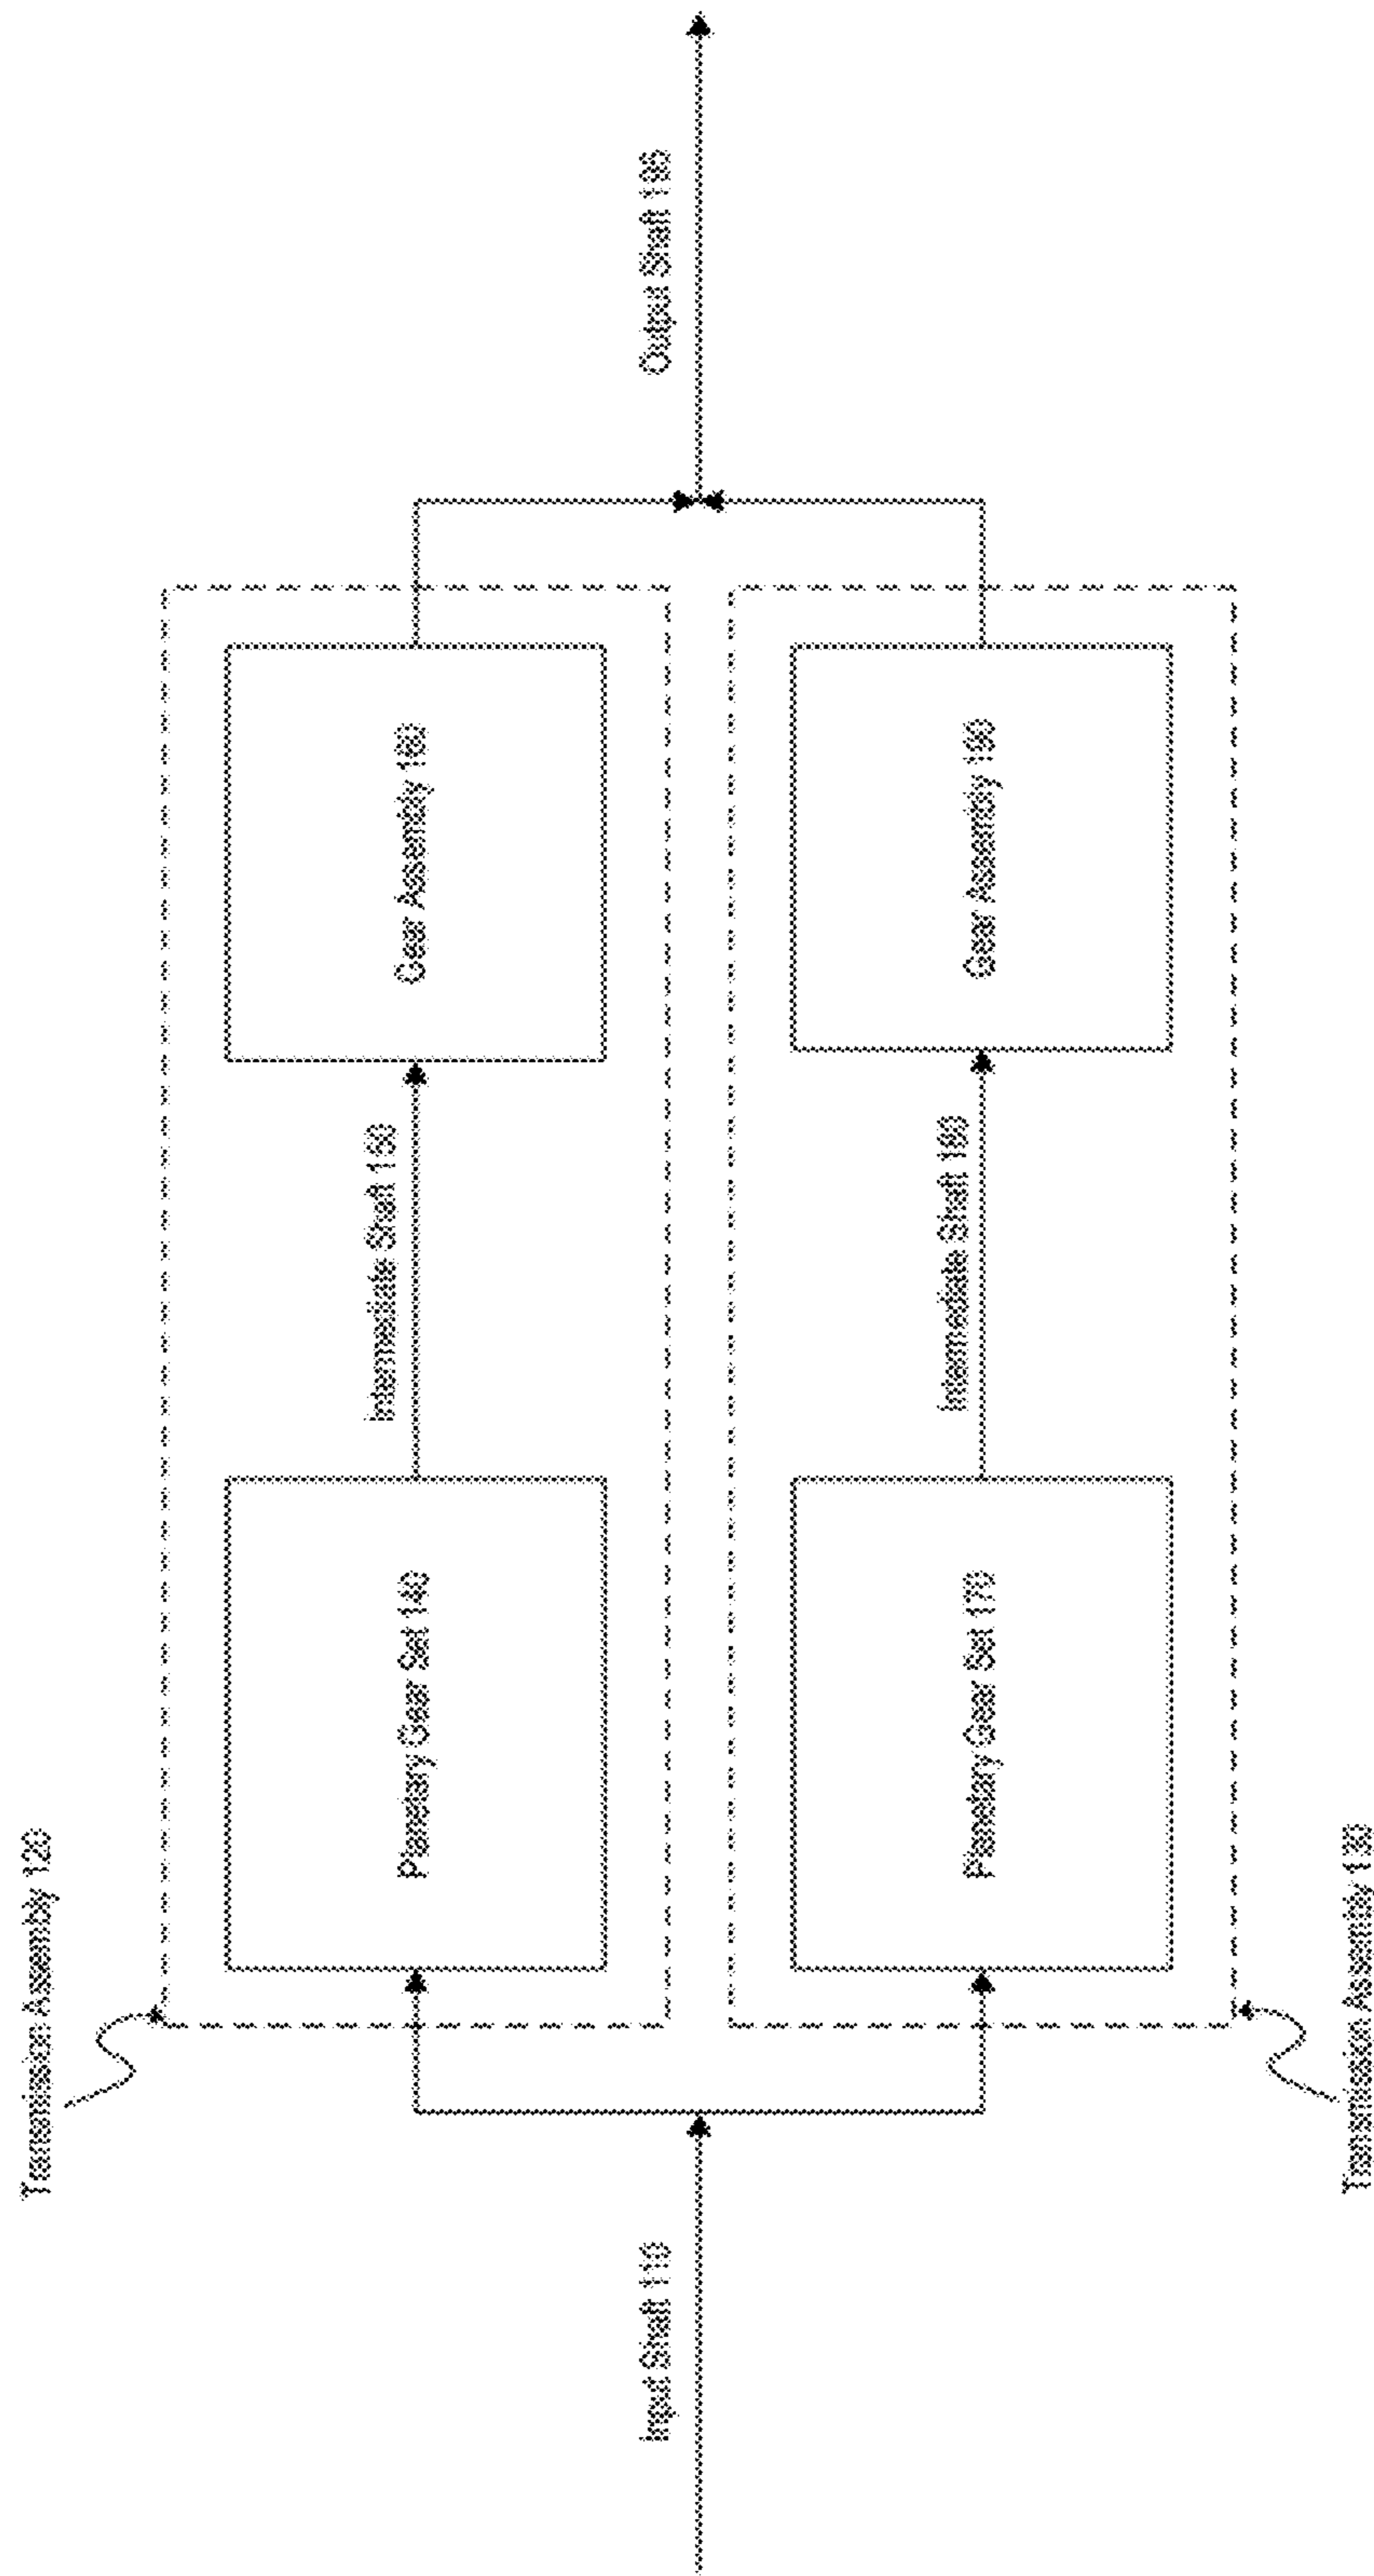 Transmission Assembly 120
Planetary Gear Set 140
Intermediate Shaft 150
Gear Assembly 160
Input Shaft 110
Output Shaft 195
Planetary Gear Set 170
Intermediate Shaft 180
Gear Assembly 190
Transmission Assembly 130